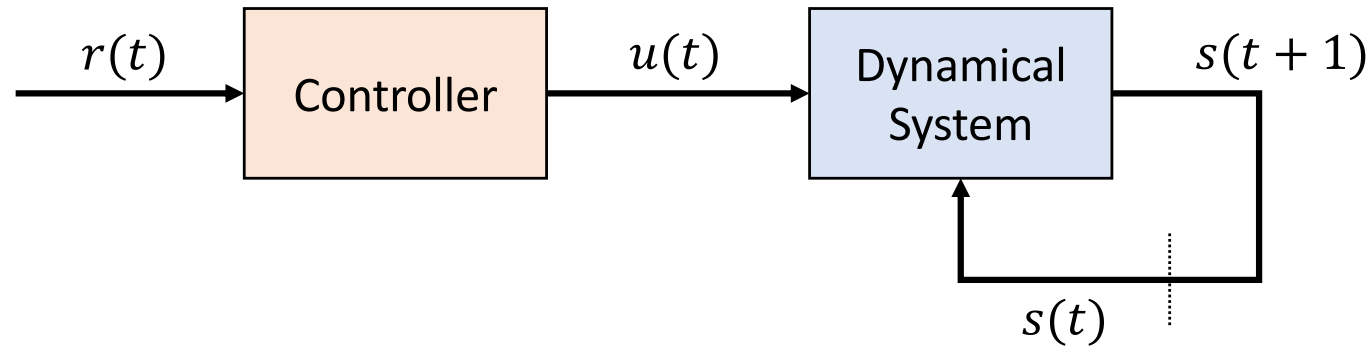 r(t)
Controller
u(t)
Dynamical
System
s(t + 1)
s(t)